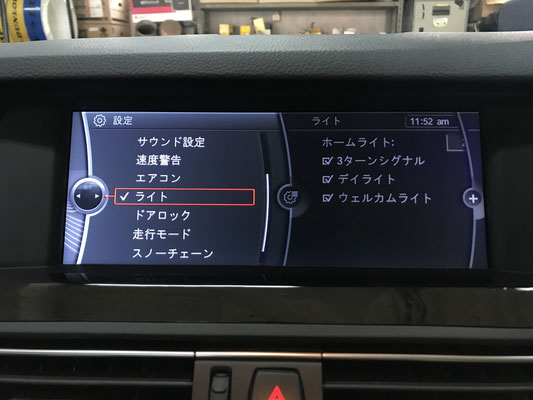 設定
サウンド設定
速度警告
エアコン
✓ ライト
ドアロック
走行モード
スノーチェーン
ライト
11:52 am
ホームライト:
3ターンシグナル
デイライト
ウェルカムライト